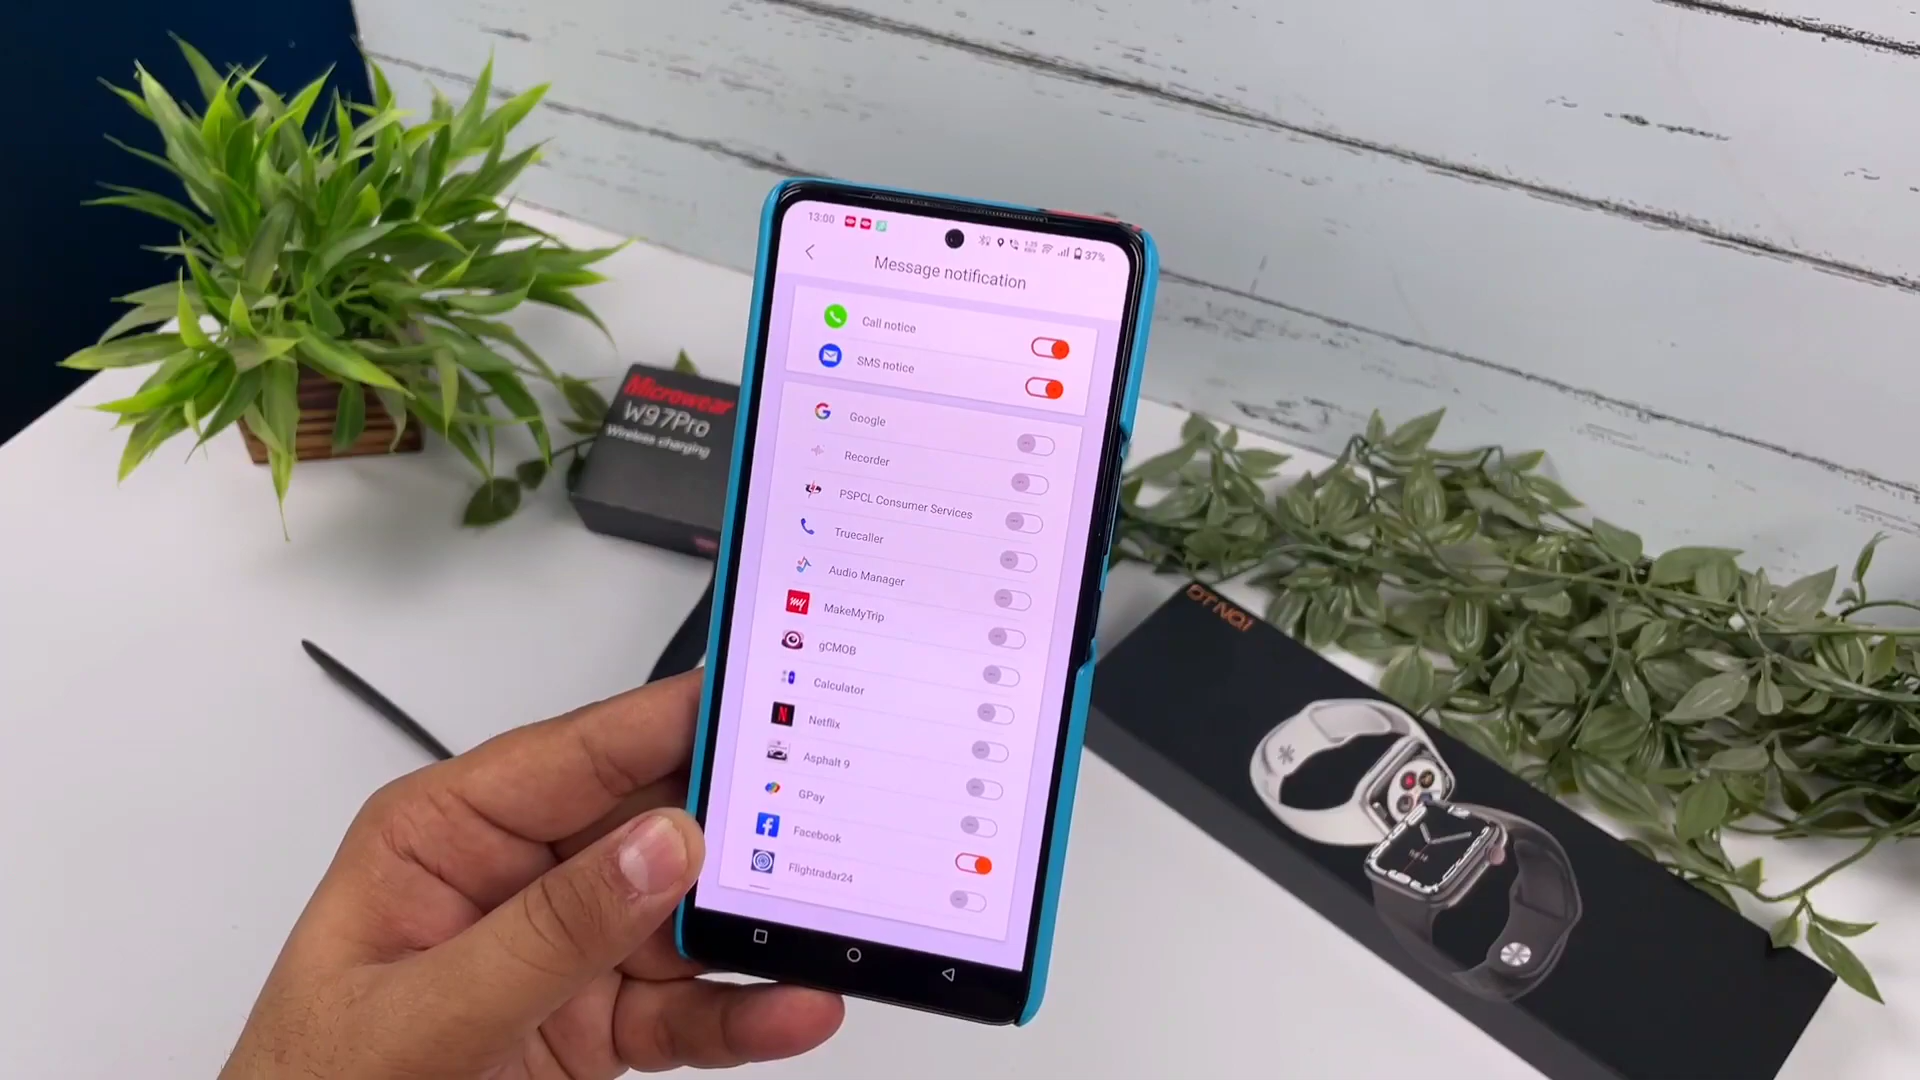 13:00
37%
Message notification
Call notice
SMS notice
Google
Recorder
PSPCL Consumer Services
Truecaller
Audio Manager
my
MakeMyTrip
gCMOB
Calculator
N
Netflix
Asphalt 9
GPay
Facebook
Flightradar24
Microwear
W97Pro
Wireless charging
DT NO.1